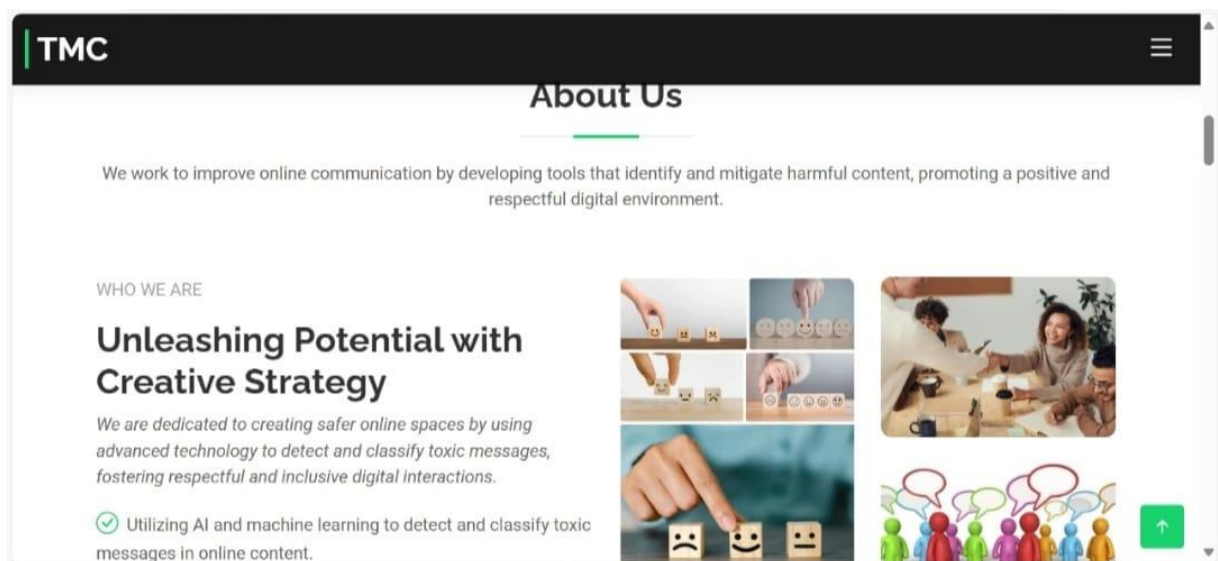 TMC
About Us
We work to improve online communication by developing tools that identify and mitigate harmful content, promoting a positive and
respectful digital environment.
WHO WE ARE
Unleashing Potential with
Creative Strategy
We are dedicated to creating safer online spaces by using
advanced technology to detect and classify toxic messages,
fostering respectful and inclusive digital interactions.
Utilizing AI and machine learning to detect and classify toxic
messages in online content.